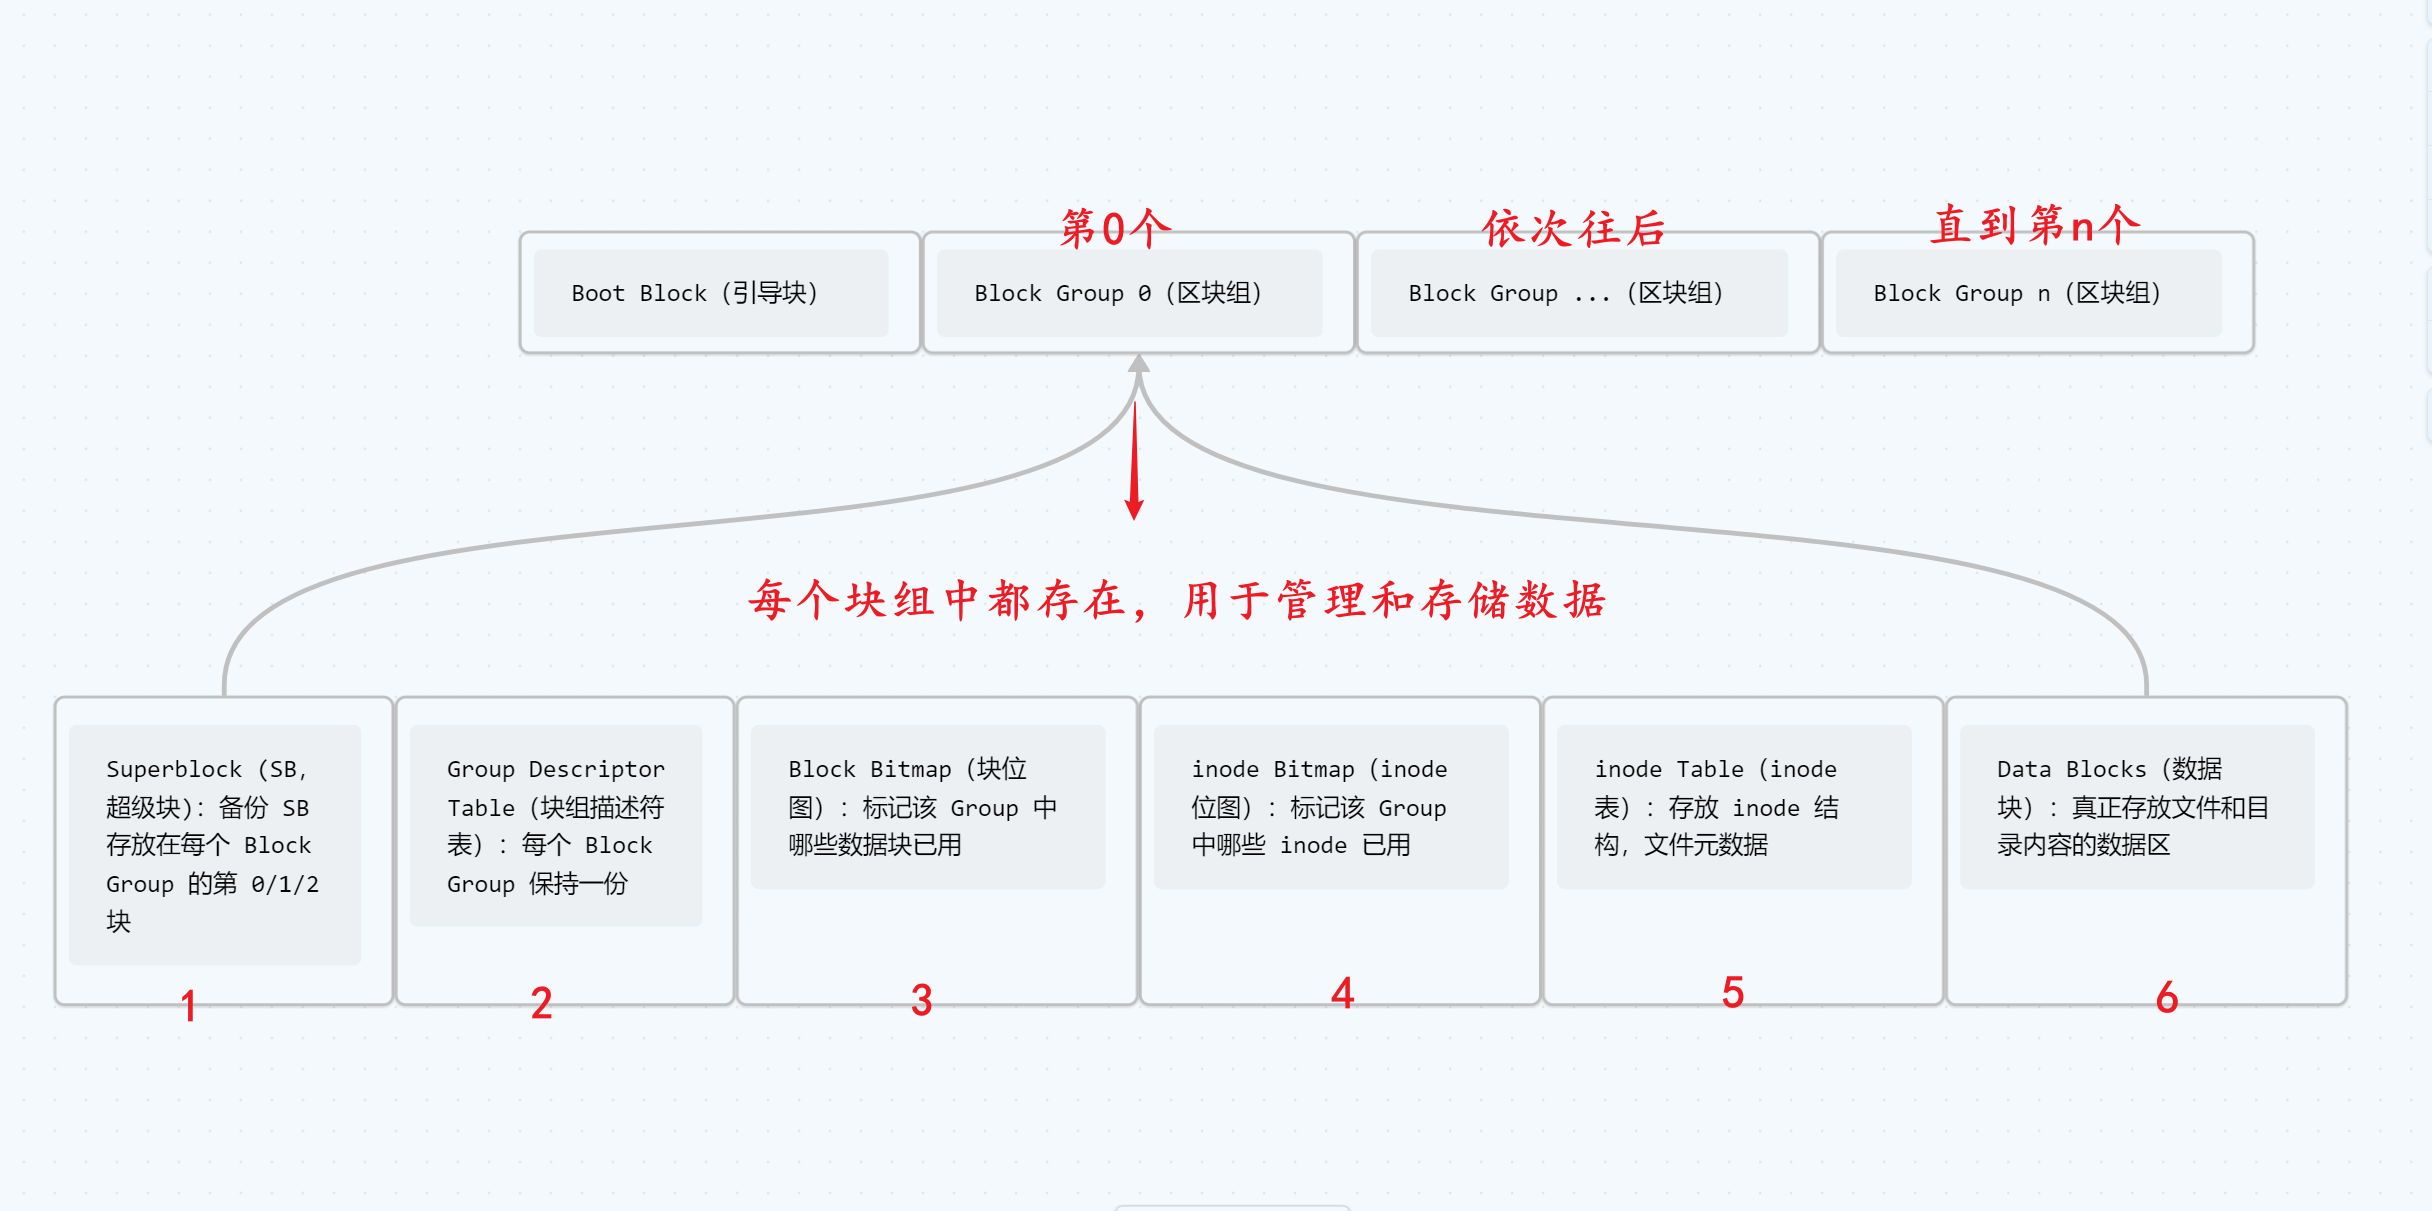 第0个
依次往后
直到第n个
Boot Block（引导块）
Block Group 0（区块组）
Block Group ...（区块组）
Block Group n（区块组）
每个块组中都存在，用于管理和存储数据
Superblock（SB，
超级块）：备份 SB
存放在每个 Block
Group 的第 0/1/2
块
Group Descriptor
Table（块组描述符
表）：每个 Block
Group 保持一份
Block Bitmap（块位
图）：标记该 Group 中
哪些数据块已用
inode Bitmap（inode
位图）：标记该 Group
中哪些 inode 已用
inode Table（inode
表）：存放 inode 结
构，文件元数据
Data Blocks（数据
块）：真正存放文件和目
录内容的数据区
1
2
3
4
5
6